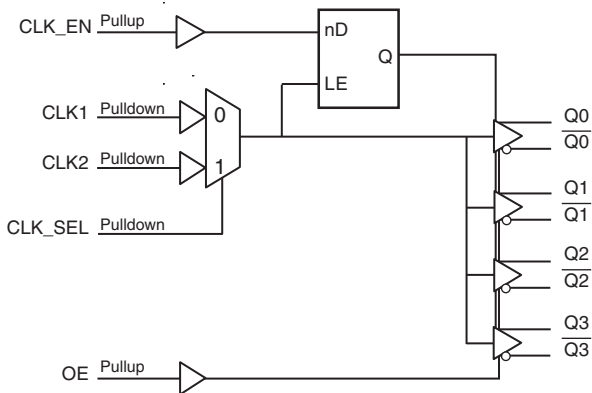 CLK_EN Pullup
nD
Q
LE
CLK1 Pulldown
0
CLK2 Pulldown
1
CLK_SEL Pulldown
Q0
Q0
Q1
Q1
Q2
Q2
Q3
Q3
OE Pullup